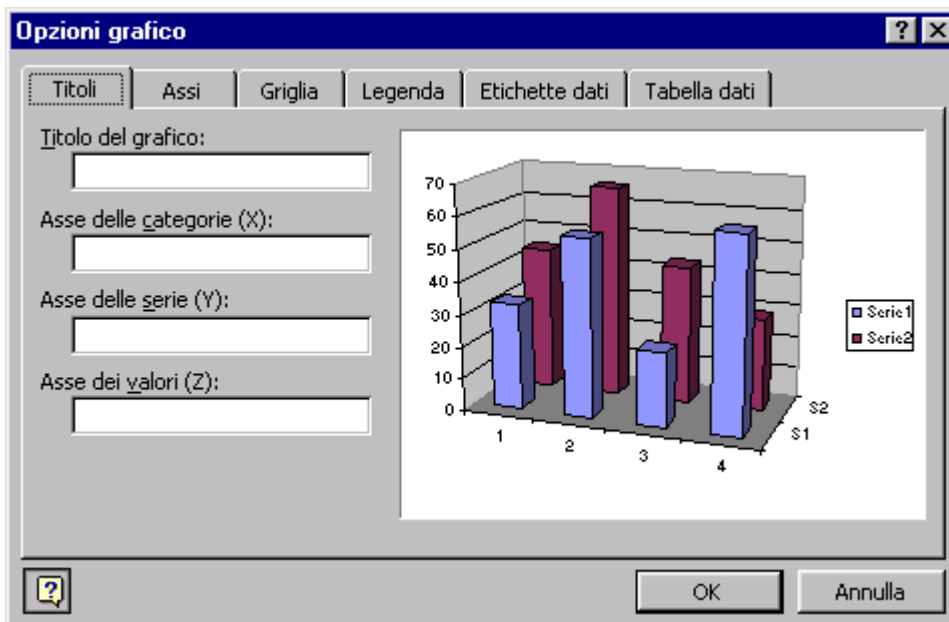 Opzioni grafico
Titoli Assi Griglia Legenda Etichette dati Tabella dati
Titolo del grafico:
Asse delle categorie (X):
Asse delle serie (Y):
Asse dei valori (Z):
70
60
50
40
30
20
10
0
1
2
3
4
S1
S2
Serie1
Serie2
OK Annulla